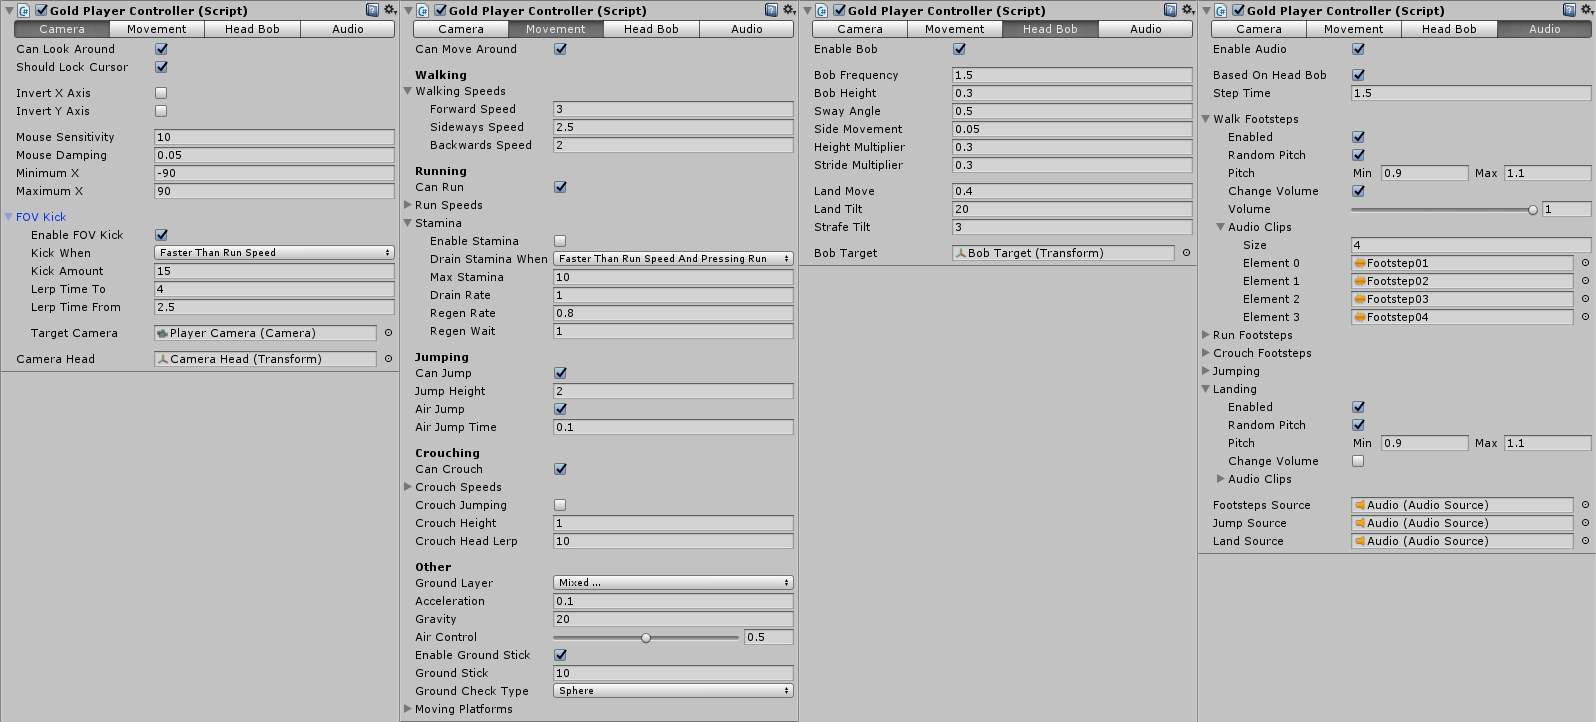 Gold Player Controller (Script)
Camera Movement Head Bob Audio
Can Look Around
Should Lock Cursor
Invert X Axis
Invert Y Axis
Mouse Sensitivity 10
Mouse Damping 0.05
Minimum X -90
Maximum X 90
FOV Kick
Enable FOV Kick
Kick When Faster Than Run Speed
Kick Amount 15
Lerp Time To 4
Lerp Time From 2.5
Target Camera Player Camera (Camera)
Camera Head Camera Head (Transform)
Gold Player Controller (Script)
Camera Movement Head Bob Audio
Can Move Around
Walking
Walking Speeds
Forward Speed 3
Sideways Speed 2.5
Backwards Speed 2
Running
Can Run
Run Speeds
Stamina
Enable Stamina
Drain Stamina When Faster Than Run Speed And Pressing Run
Max Stamina 10
Drain Rate 1
Regen Rate 0.8
Regen Wait 1
Jumping
Can Jump
Jump Height 2
Air Jump
Air Jump Time 0.1
Crouching
Can Crouch
Crouch Speeds
Crouch Jumping
Crouch Height 1
Crouch Head Lerp 10
Other
Ground Layer Mixed ...
Acceleration 0.1
Gravity 20
Air Control 0.5
Enable Ground Stick
Ground Stick 10
Ground Check Type Sphere
Moving Platforms
Gold Player Controller (Script)
Camera Movement Head Bob Audio
Enable Bob
Bob Frequency 1.5
Bob Height 0.3
Sway Angle 0.5
Side Movement 0.05
Height Multiplier 0.3
Stride Multiplier 0.3
Land Move 0.4
Land Tilt 20
Strafe Tilt 3
Bob Target Bob Target (Transform)
Gold Player Controller (Script)
Camera Movement Head Bob Audio
Enable Audio
Based On Head Bob
Step Time 1.5
Walk Footsteps
Enabled
Random Pitch
Pitch Min 0.9 Max 1.1
Change Volume
Volume 1
Audio Clips
Size 4
Element 0 Footstep01
Element 1 Footstep02
Element 2 Footstep03
Element 3 Footstep04
Run Footsteps
Crouch Footsteps
Jumping
Landing
Enabled
Random Pitch
Pitch Min 0.9 Max 1.1
Change Volume
Audio Clips
Footsteps Source Audio (Audio Source)
Jump Source Audio (Audio Source)
Land Source Audio (Audio Source)